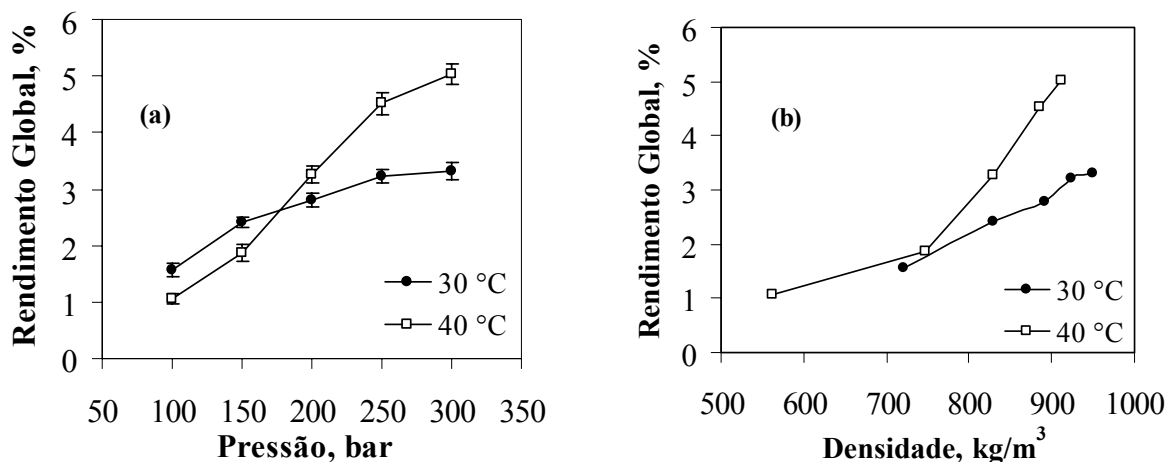 Rendimento Global, %
6
5
4
3
2
1
0
(a)
30 °C
40 °C
50 100 150 200 250 300 350
Pressão, bar
Rendimento Global, %
6
5
4
3
2
1
0
(b)
30 °C
40 °C
500 600 700 800 900 1000
Densidade, kg/m³